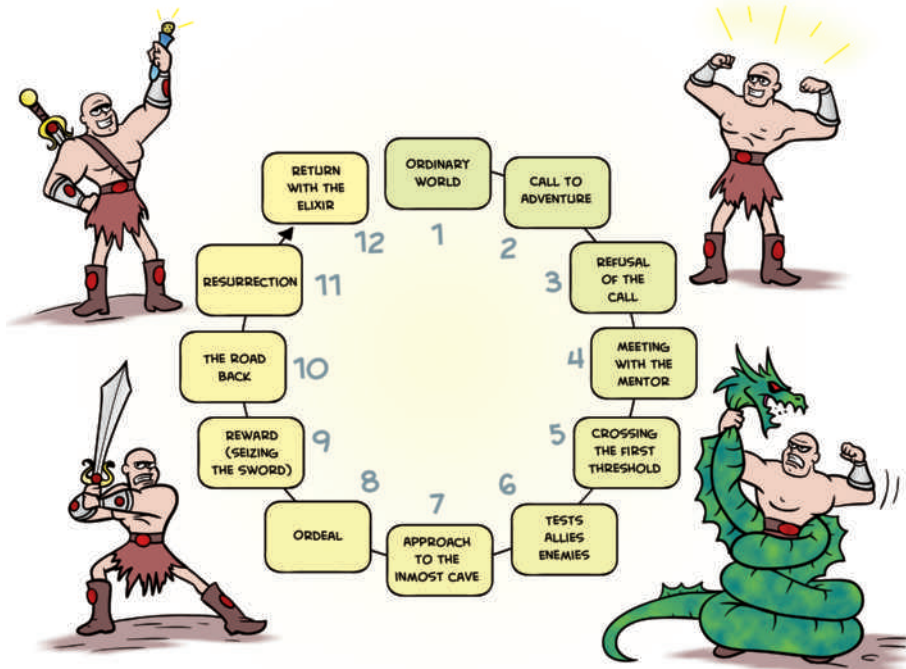 ORDINARY
WORLD
1
CALL TO
ADVENTURE
2
REFUSAL
OF THE
CALL
3
MEETING
WITH THE
MENTOR
4
CROSSING
THE FIRST
THRESHOLD
5
TESTS
ALLIES
ENEMIES
6
APPROACH
TO THE
INMOST CAVE
7
ORDEAL
8
REWARD
(SEIZING
THE SWORD)
9
THE ROAD
BACK
10
RESURRECTION
11
RETURN
WITH THE
ELIXIR
12